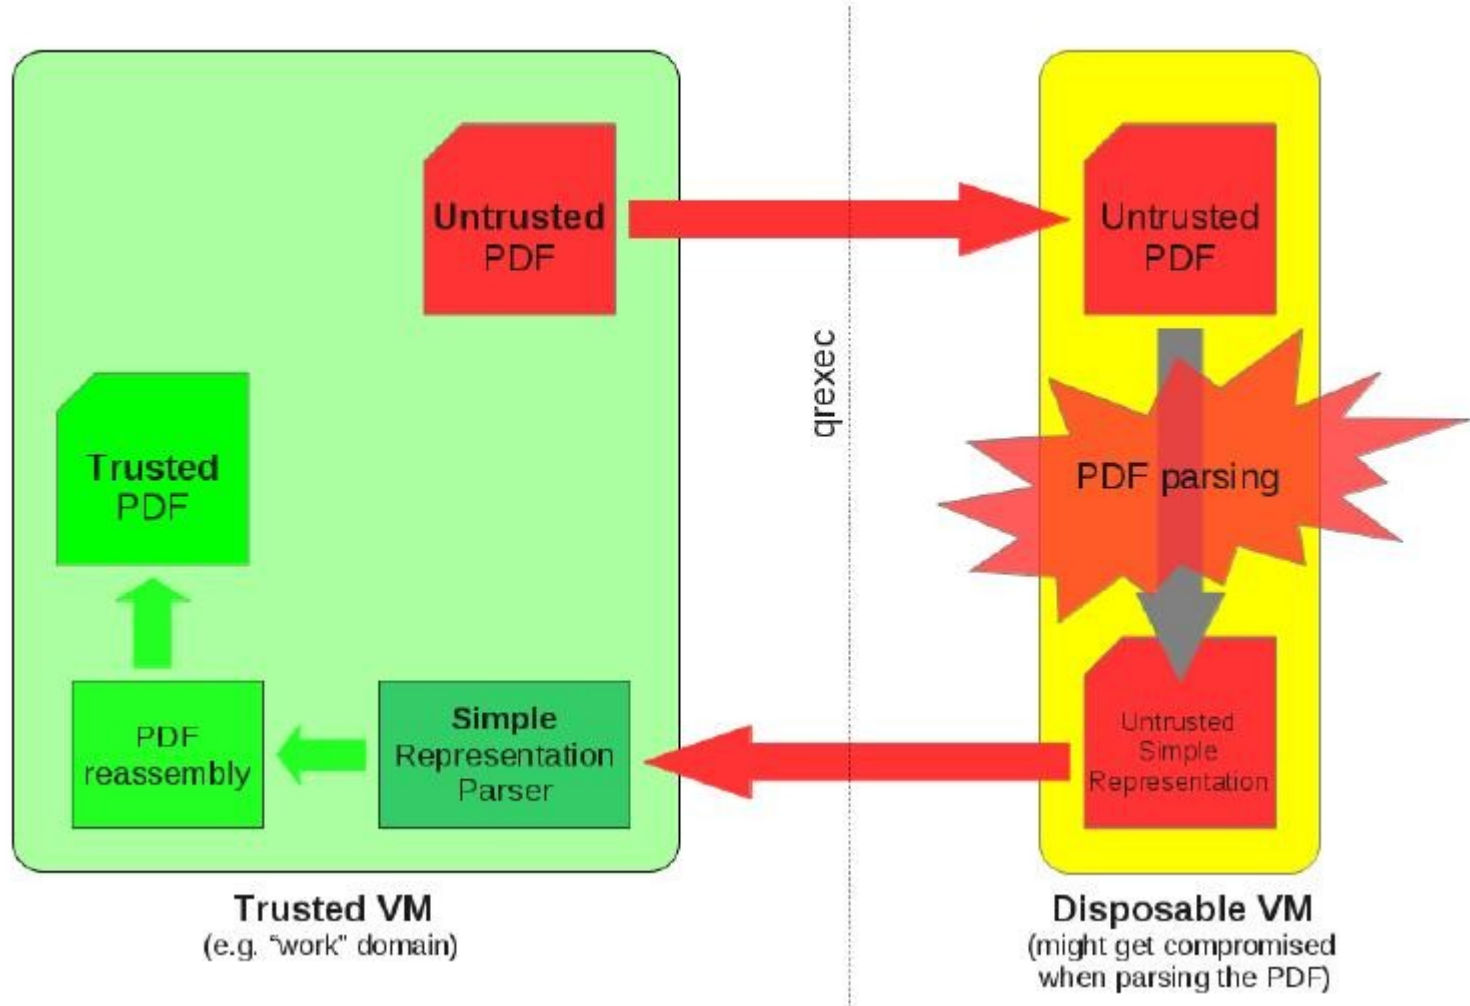 Untrusted
PDF
Untrusted
PDF
qrexec
Trusted
PDF
PDF parsing
PDF
reassembly
Simple
Representation
Parser
Untrusted
Simple
Representation
Trusted VM
(e.g. “work” domain)
Disposable VM
(might get compromised
when parsing the PDF)